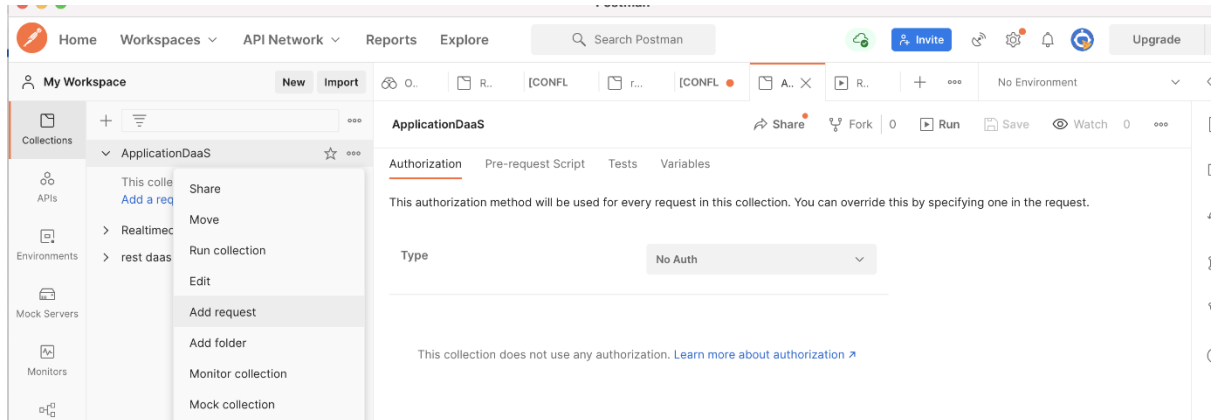 Home Workspaces API Network Reports Explore Search Postman Invite Upgrade
My Workspace New Import O.. R.. [CONFL r... [CONFL A.. R.. No Environment
Collections
ApplicationDaaS
This colle
Add a req
Realtimec
rest daas
APIs
Environments
Mock Servers
Monitors
Share
Move
Run collection
Edit
Add request
Add folder
Monitor collection
Mock collection
ApplicationDaaS Share Fork 0 Run Save Watch 0
Authorization Pre-request Script Tests Variables
This authorization method will be used for every request in this collection. You can override this by specifying one in the request.
Type No Auth
This collection does not use any authorization. Learn more about authorization